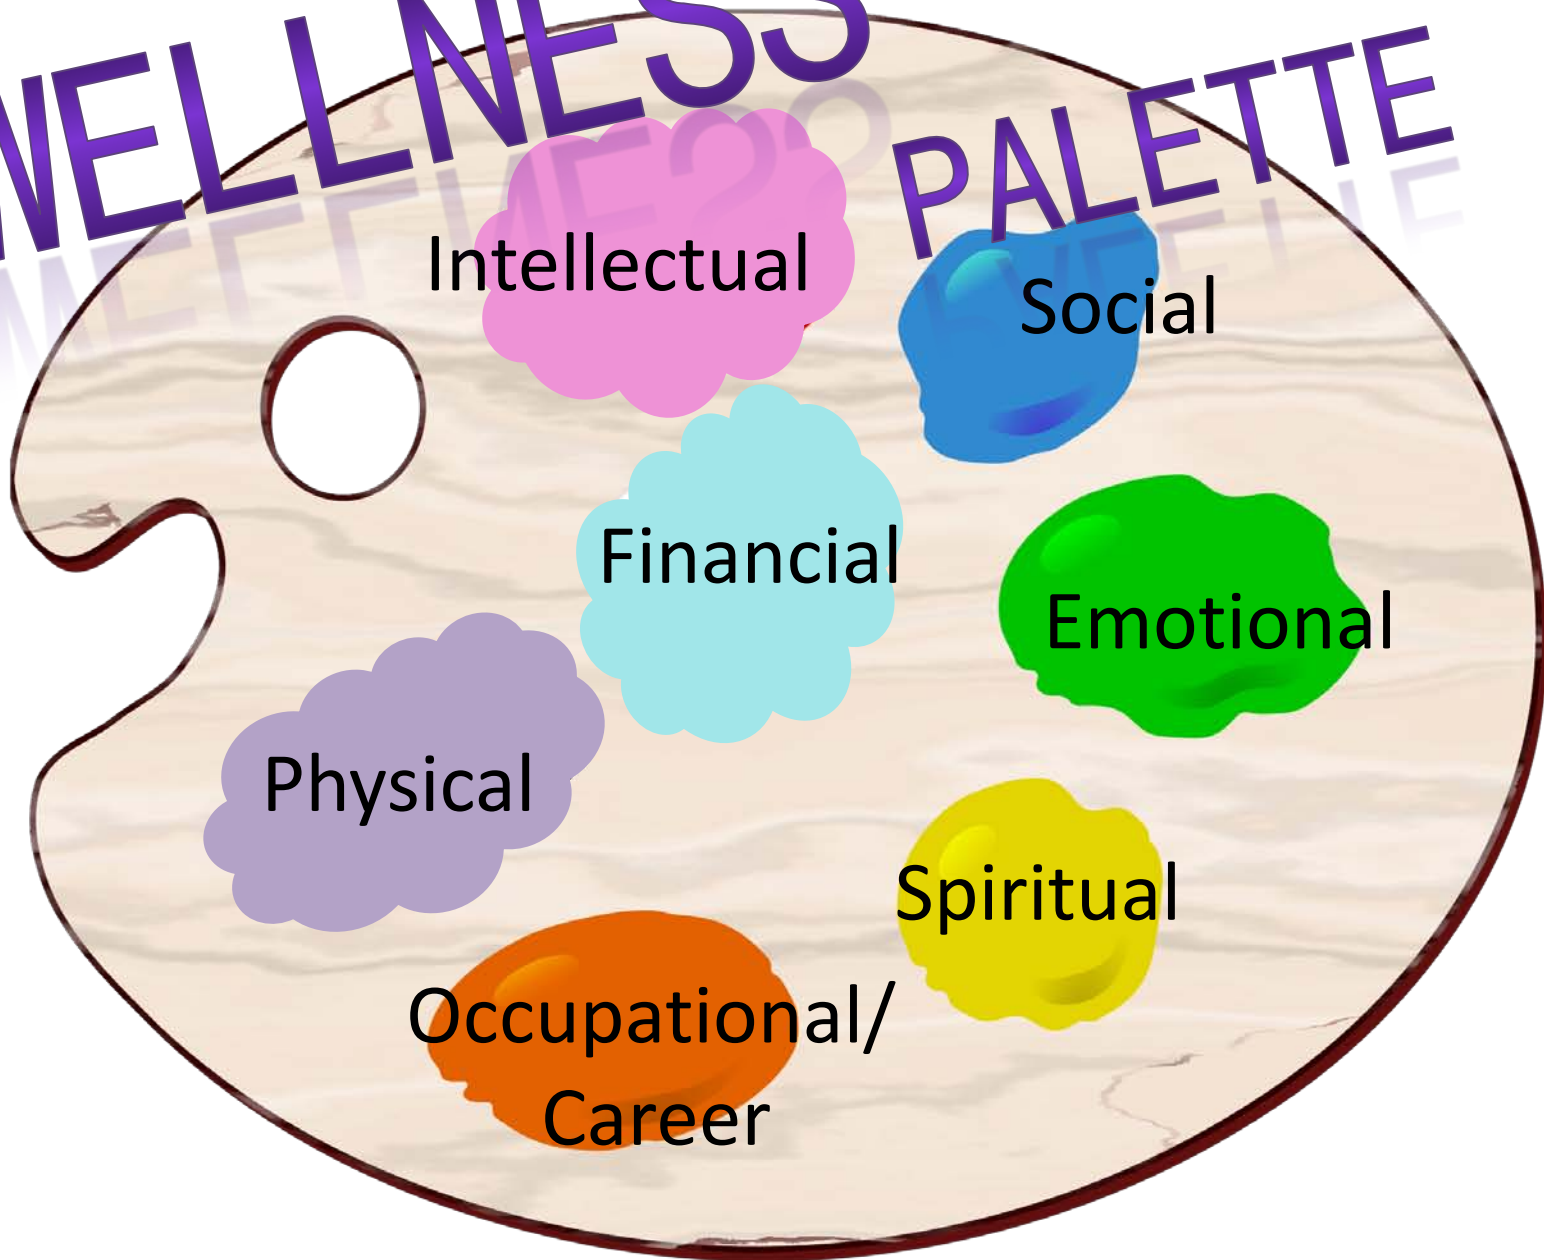 WELLNESS
PALETTE
Intellectual
Social
Financial
Emotional
Physical
Spiritual
Occupational/
Career